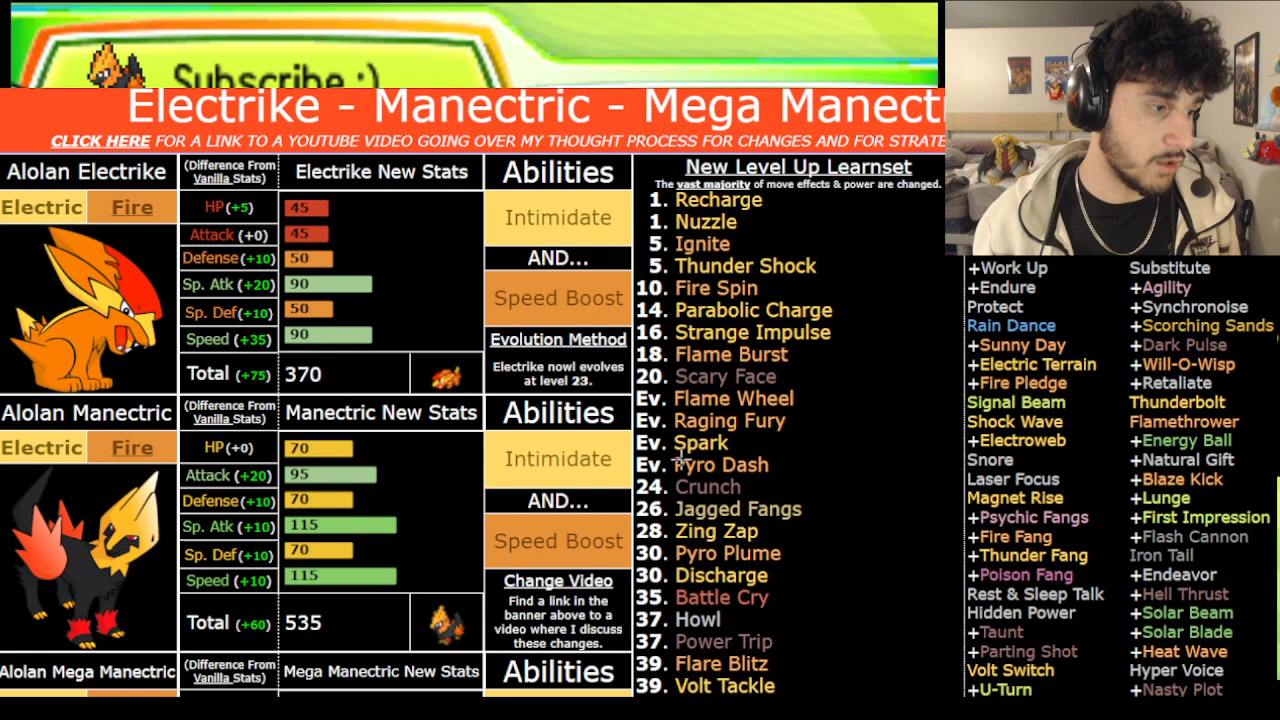 Subscribe :)
Electrike - Manectric - Mega Manectr
CLICK HERE FOR A LINK TO A YOUTUBE VIDEO GOING OVER MY THOUGHT PROCESS FOR CHANGES AND FOR STRATE
Alolan Electrike
(Difference From Vanilla Stats)
Electrike New Stats
Abilities
Electric Fire
HP (+5) 45
Attack (+0) 45
Defense (+10) 50
Sp. Atk (+20) 90
Sp. Def (+10) 50
Speed (+35) 90
Total (+75) 370
Intimidate
AND...
Speed Boost
Evolution Method
Electrike nowl evolves
at level 23.
Alolan Manectric
(Difference From Vanilla Stats)
Manectric New Stats
Abilities
Electric Fire
HP (+0) 70
Attack (+20) 95
Defense (+10) 70
Sp. Atk (+10) 115
Sp. Def (+10) 70
Speed (+10) 115
Total (+60) 535
Intimidate
AND...
Speed Boost
Change Video
Find a link in the
banner above to a
video where I discuss
these changes.
Alolan Mega Manectric
(Difference From Vanilla Stats)
Mega Manectric New Stats
Abilities
New Level Up Learnset
The vast majority of move effects & power are changed.
1. Recharge
1. Nuzzle
5. Ignite
5. Thunder Shock
10. Fire Spin
14. Parabolic Charge
16. Strange Impulse
18. Flame Burst
20. Scary Face
Ev. Flame Wheel
Ev. Raging Fury
Ev. Spark
Ev. Pyro Dash
24. Crunch
26. Jagged Fangs
28. Zing Zap
30. Pyro Plume
30. Discharge
35. Battle Cry
37. Howl
37. Power Trip
39. Flare Blitz
39. Volt Tackle
+Work Up
+Endure
Protect
Rain Dance
+Sunny Day
+Electric Terrain
+Fire Pledge
Signal Beam
Shock Wave
+Electroweb
Snore
Laser Focus
Magnet Rise
+Psychic Fangs
+Fire Fang
+Thunder Fang
+Poison Fang
Rest & Sleep Talk
Hidden Power
+Taunt
+Parting Shot
Volt Switch
+U-Turn
Substitute
+Agility
+Synchronoise
+Scorching Sands
+Dark Pulse
+Will-O-Wisp
+Retaliate
Thunderbolt
Flamethrower
+Energy Ball
+Natural Gift
+Blaze Kick
+Lunge
+First Impression
+Flash Cannon
Iron Tail
+Endeavor
+Hell Thrust
+Solar Beam
+Solar Blade
+Heat Wave
Hyper Voice
+Nasty Plot